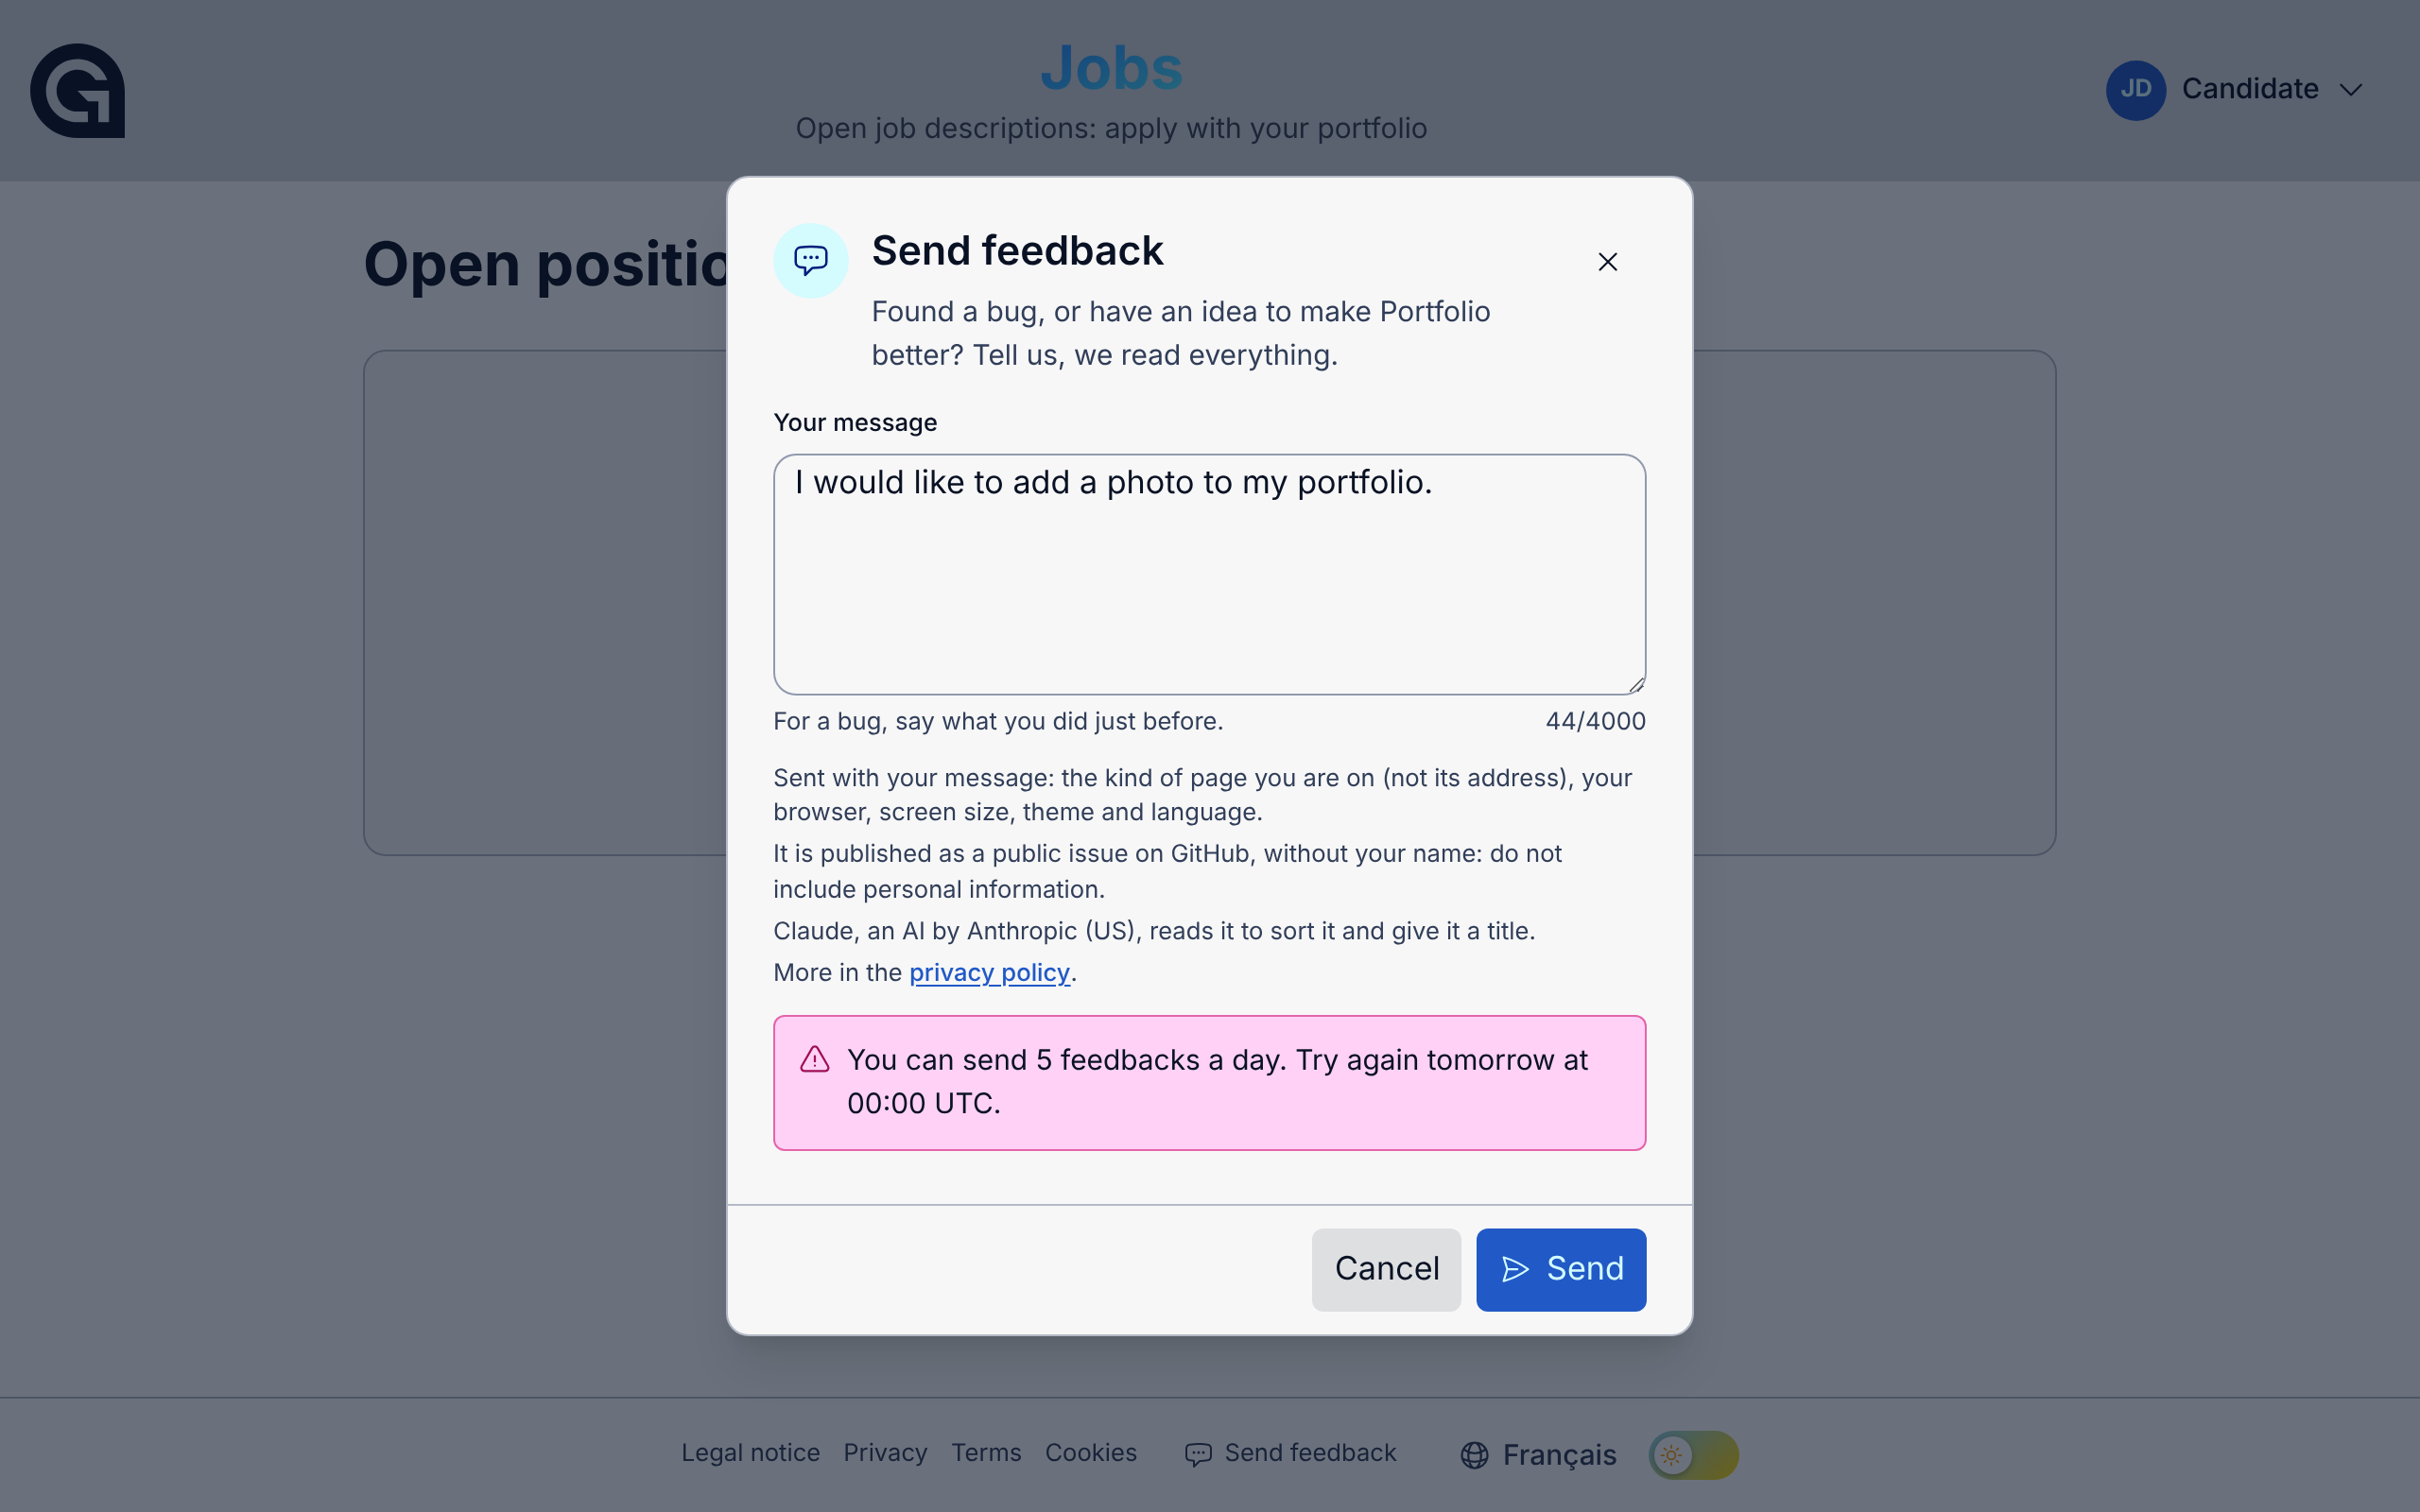 Jobs
Open job descriptions: apply with your portfolio
JD Candidate
Open positio
Send feedback
Found a bug, or have an idea to make Portfolio
better? Tell us, we read everything.
Your message
I would like to add a photo to my portfolio.
For a bug, say what you did just before. 44/4000
Sent with your message: the kind of page you are on (not its address), your
browser, screen size, theme and language.
It is published as a public issue on GitHub, without your name: do not
include personal information.
Claude, an AI by Anthropic (US), reads it to sort it and give it a title.
More in the privacy policy.
You can send 5 feedbacks a day. Try again tomorrow at
00:00 UTC.
Cancel Send
Legal notice Privacy Terms Cookies Send feedback Français